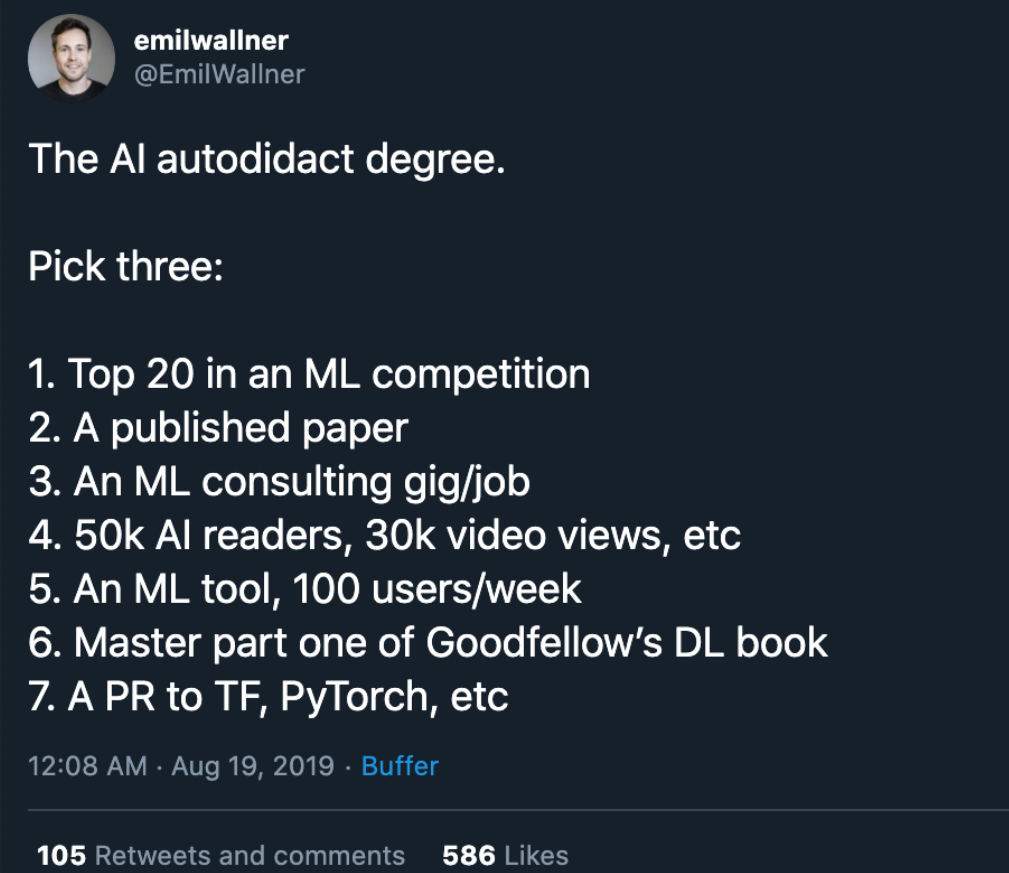 emilwallner
@EmilWallner
The AI autodidact degree.
Pick three:
1. Top 20 in an ML competition
2. A published paper
3. An ML consulting gig/job
4. 50k AI readers, 30k video views, etc
5. An ML tool, 100 users/week
6. Master part one of Goodfellow’s DL book
7. A PR to TF, PyTorch, etc
12:08 AM · Aug 19, 2019 · Buffer
105 Retweets and comments 586 Likes